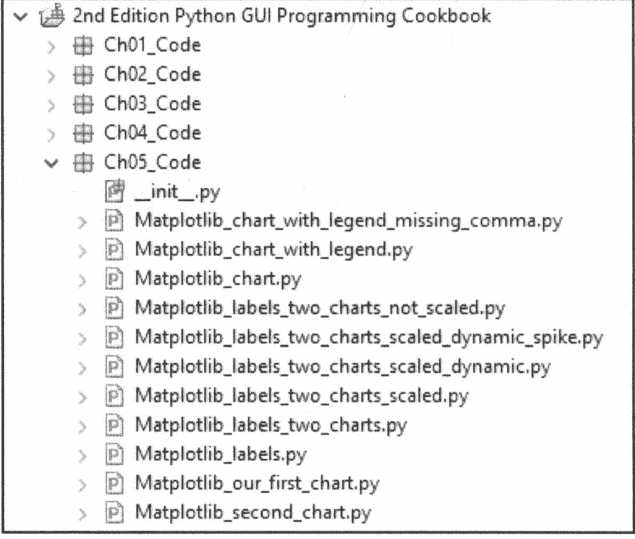 2nd Edition Python GUI Programming Cookbook
Ch01_Code
Ch02_Code
Ch03_Code
Ch04_Code
Ch05_Code
__init__.py
Matplotlib_chart_with_legend_missing_comma.py
Matplotlib_chart_with_legend.py
Matplotlib_chart.py
Matplotlib_labels_two_charts_not_scaled.py
Matplotlib_labels_two_charts_scaled_dynamic_spike.py
Matplotlib_labels_two_charts_scaled_dynamic.py
Matplotlib_labels_two_charts_scaled.py
Matplotlib_labels_two_charts.py
Matplotlib_labels.py
Matplotlib_our_first_chart.py
Matplotlib_second_chart.py